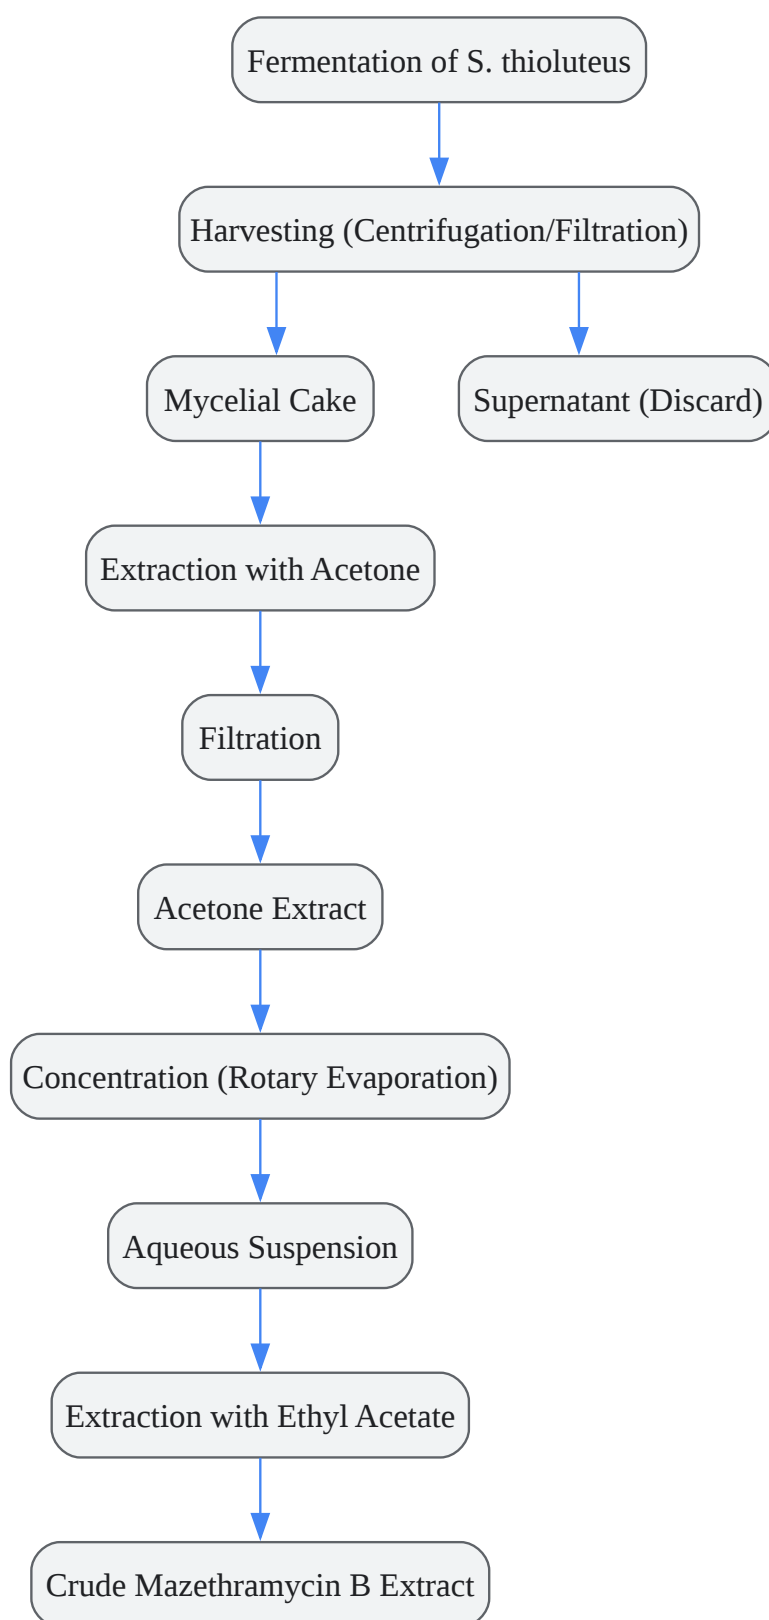 Fermentation of S. thioluteus
Harvesting (Centrifugation/Filtration)
Mycelial Cake
Supernatant (Discard)
Extraction with Acetone
Filtration
Acetone Extract
Concentration (Rotary Evaporation)
Aqueous Suspension
Extraction with Ethyl Acetate
Crude Mazethramycin B Extract